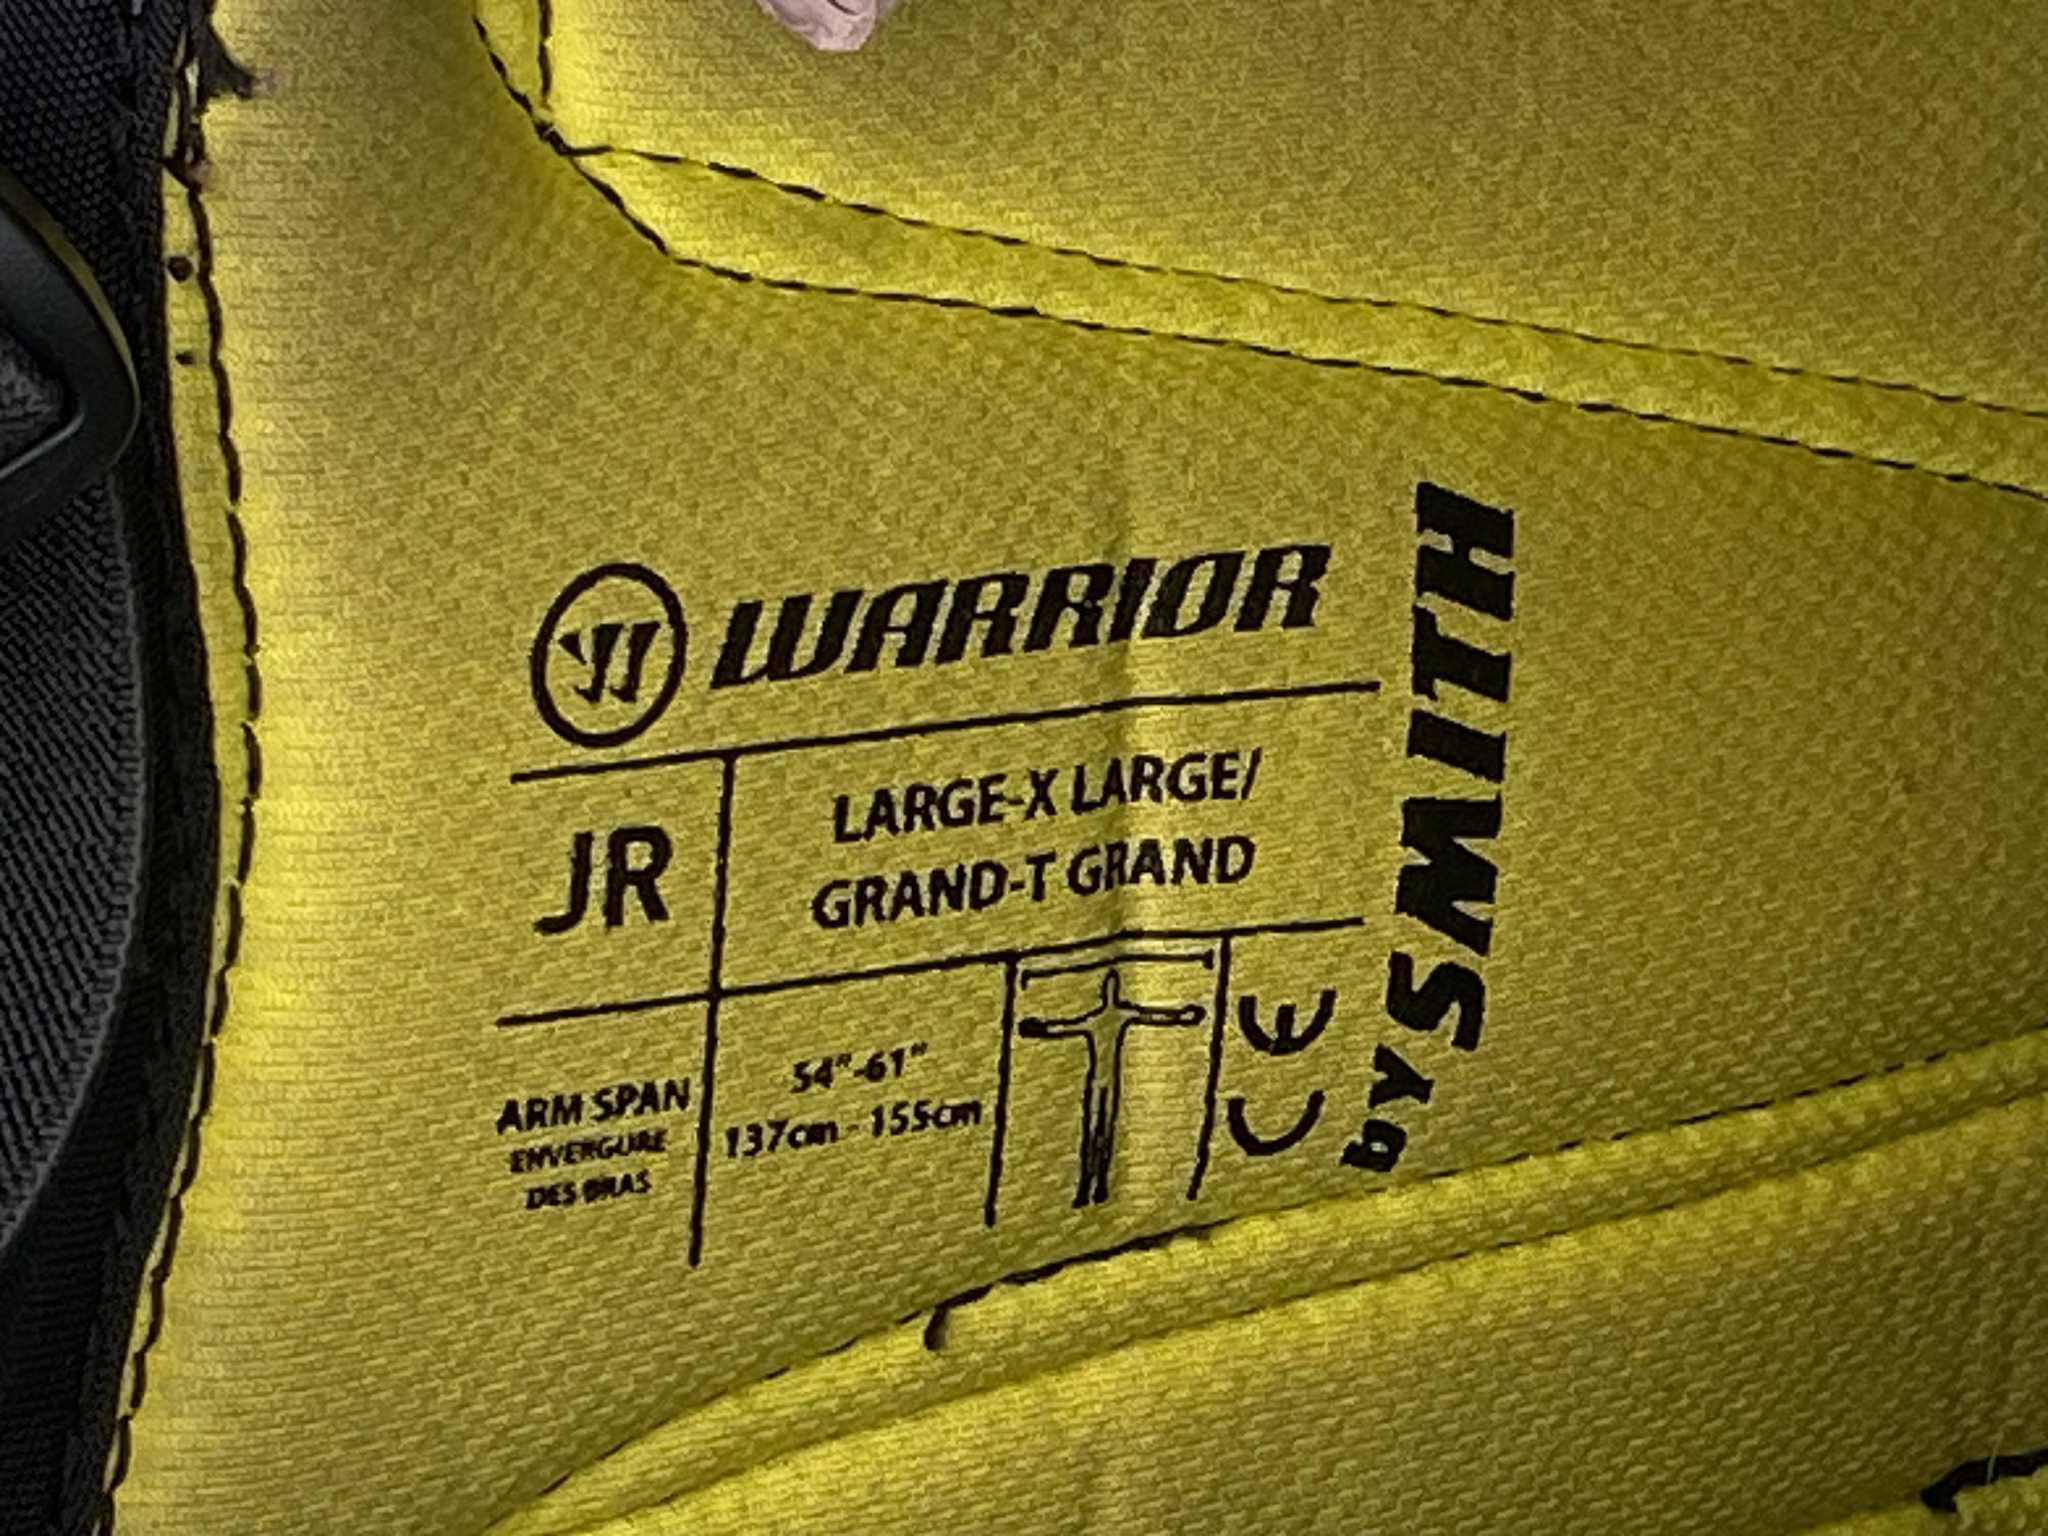 WARRIOR
JR
LARGE-X LARGE/
GRAND-T GRAND
ARM SPAN
ENVERGURE
DES BRAS
54"-61"
137cm - 155cm
CE
by SMITH